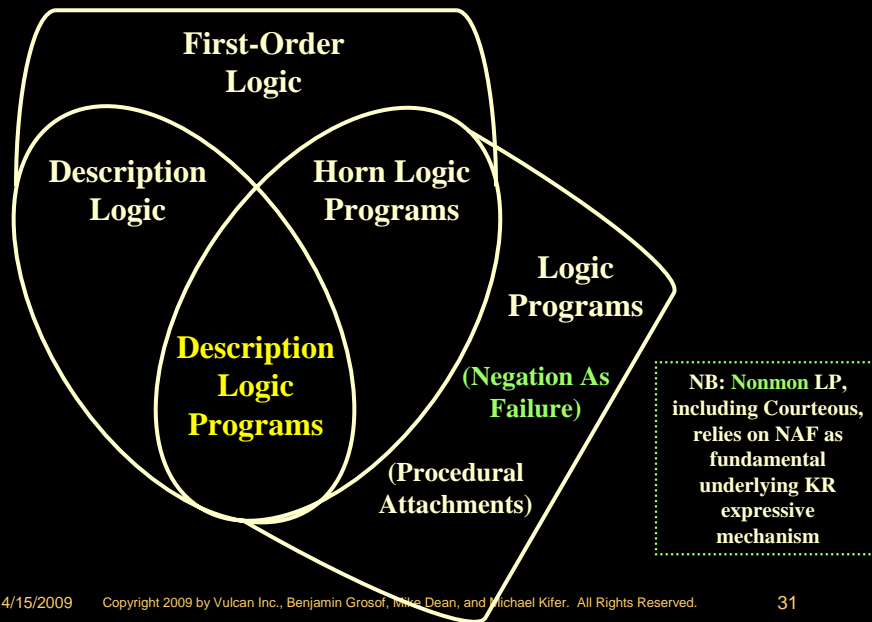 First-Order
Logic
Description
Logic
Horn Logic
Programs
Logic
Programs
Description
Logic
Programs
(Negation As
Failure)
(Procedural
Attachments)
NB: Nonmon LP,
including Courteous,
relies on NAF as
fundamental
underlying KR
expressive
mechanism
4/15/2009 Copyright 2009 by Vulcan Inc., Benjamin Grosof, Mike Dean, and Michael Kifer. All Rights Reserved. 31